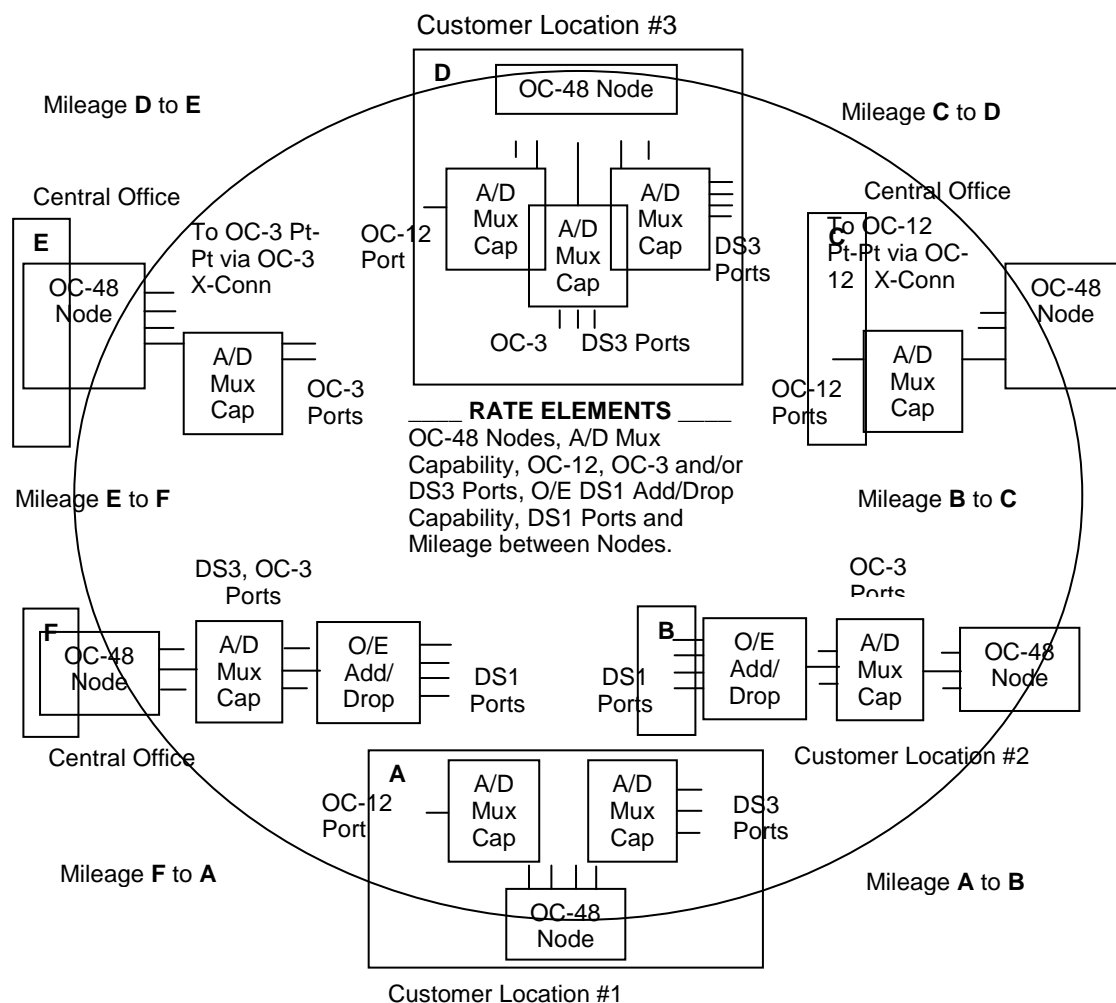 Customer Location #3
D
OC-48 Node
Mileage D to E
Mileage C to D
A/D
Mux
Cap
A/D
Mux
Cap
A/D
Mux
Cap
OC-12
Port
DS3
Ports
OC-3 DS3 Ports
Central Office
E
OC-48
Node
To OC-3 Pt-
Pt via OC-3
X-Conn
A/D
Mux
Cap
OC-3
Ports
Central Office
C
To OC-12
Pt-Pt via OC-
12 X-Conn
OC-48
Node
A/D
Mux
Cap
OC-12
Ports
____ RATE ELEMENTS ____
OC-48 Nodes, A/D Mux
Capability, OC-12, OC-3 and/or
DS3 Ports, O/E DS1 Add/Drop
Capability, DS1 Ports and
Mileage between Nodes.
Mileage E to F
Mileage B to C
DS3, OC-3
Ports
F
OC-48
Node
A/D
Mux
Cap
O/E
Add/
Drop
DS1
Ports
Central Office
OC-3
Ports
B
DS1
Ports
O/E
Add/
Drop
A/D
Mux
Cap
OC-48
Node
Customer Location #2
A
OC-12
Port
A/D
Mux
Cap
A/D
Mux
Cap
DS3
Ports
OC-48
Node
Mileage F to A
Mileage A to B
Customer Location #1